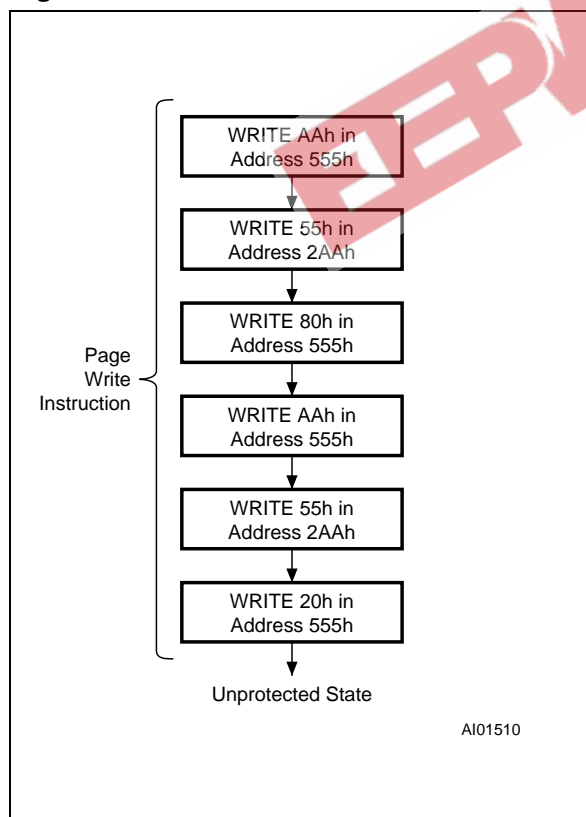 WRITE AAh in
Address 555h
WRITE 55h in
Address 2AAh
WRITE 80h in
Address 555h
Page
Write
Instruction
WRITE AAh in
Address 555h
WRITE 55h in
Address 2AAh
WRITE 20h in
Address 555h
Unprotected State
AI01510